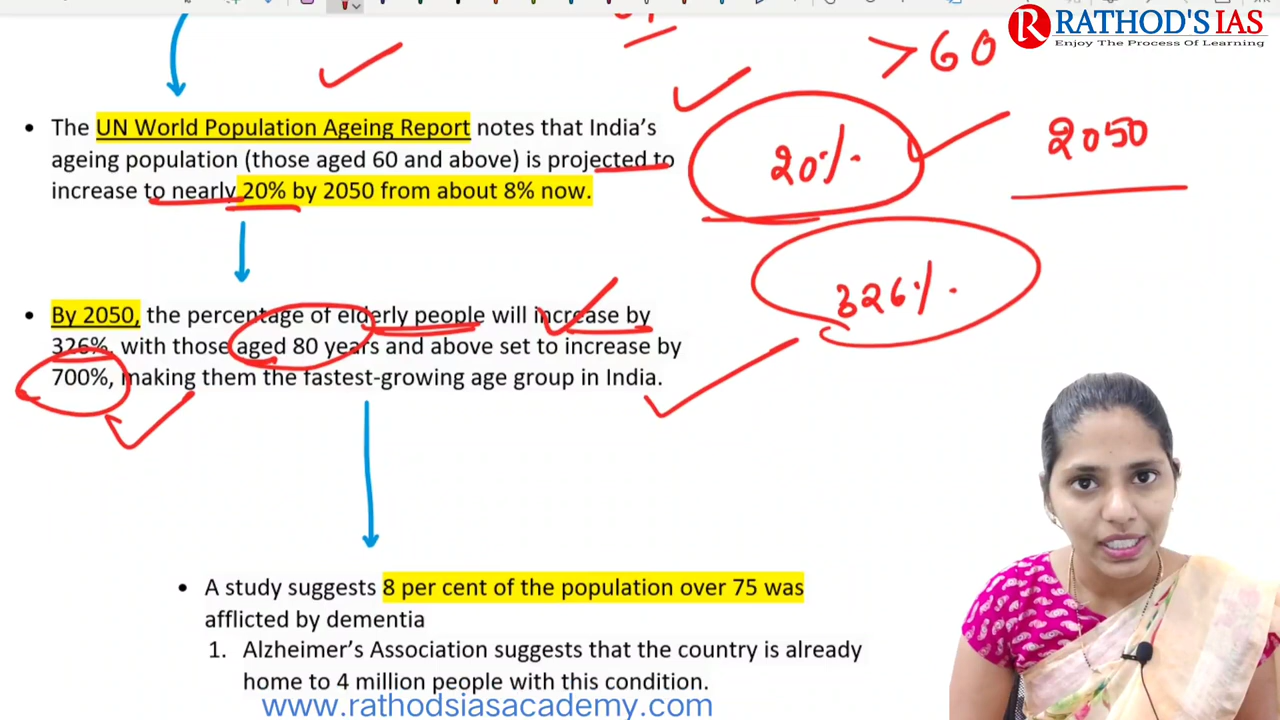 RATHOD'S IAS
Enjoy The Process Of Learning
>60
• The UN World Population Ageing Report notes that India's
ageing population (those aged 60 and above) is projected to
increase to nearly 20% by 2050 from about 8% now.
20%.
2050
• By 2050, the percentage of elderly people will increase by
326%, with those aged 80 years and above set to increase by
700%, making them the fastest-growing age group in India.
326%.
• A study suggests 8 per cent of the population over 75 was
afflicted by dementia
1. Alzheimer's Association suggests that the country is already
home to 4 million people with this condition.
www.rathodsiasacademy.com